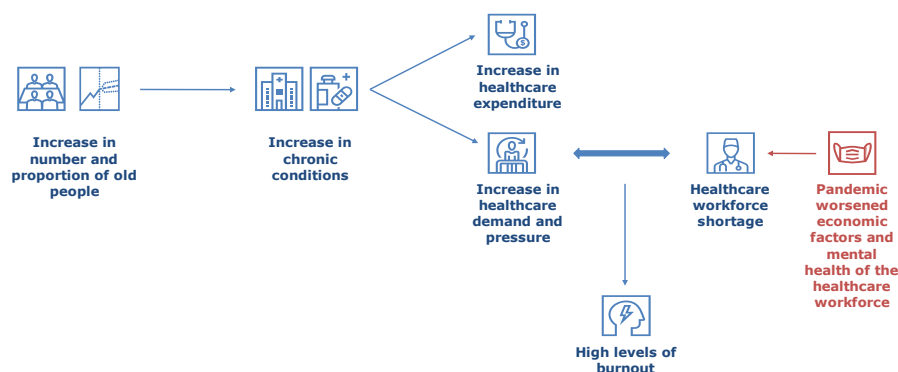 Increase in
number and
proportion of old
people
Increase in
chronic
conditions
Increase in
healthcare
expenditure
Increase in
healthcare
demand and
pressure
Healthcare
workforce
shortage
Pandemic
worsened
economic
factors and
mental
health of the
healthcare
workforce
High levels of
burnout